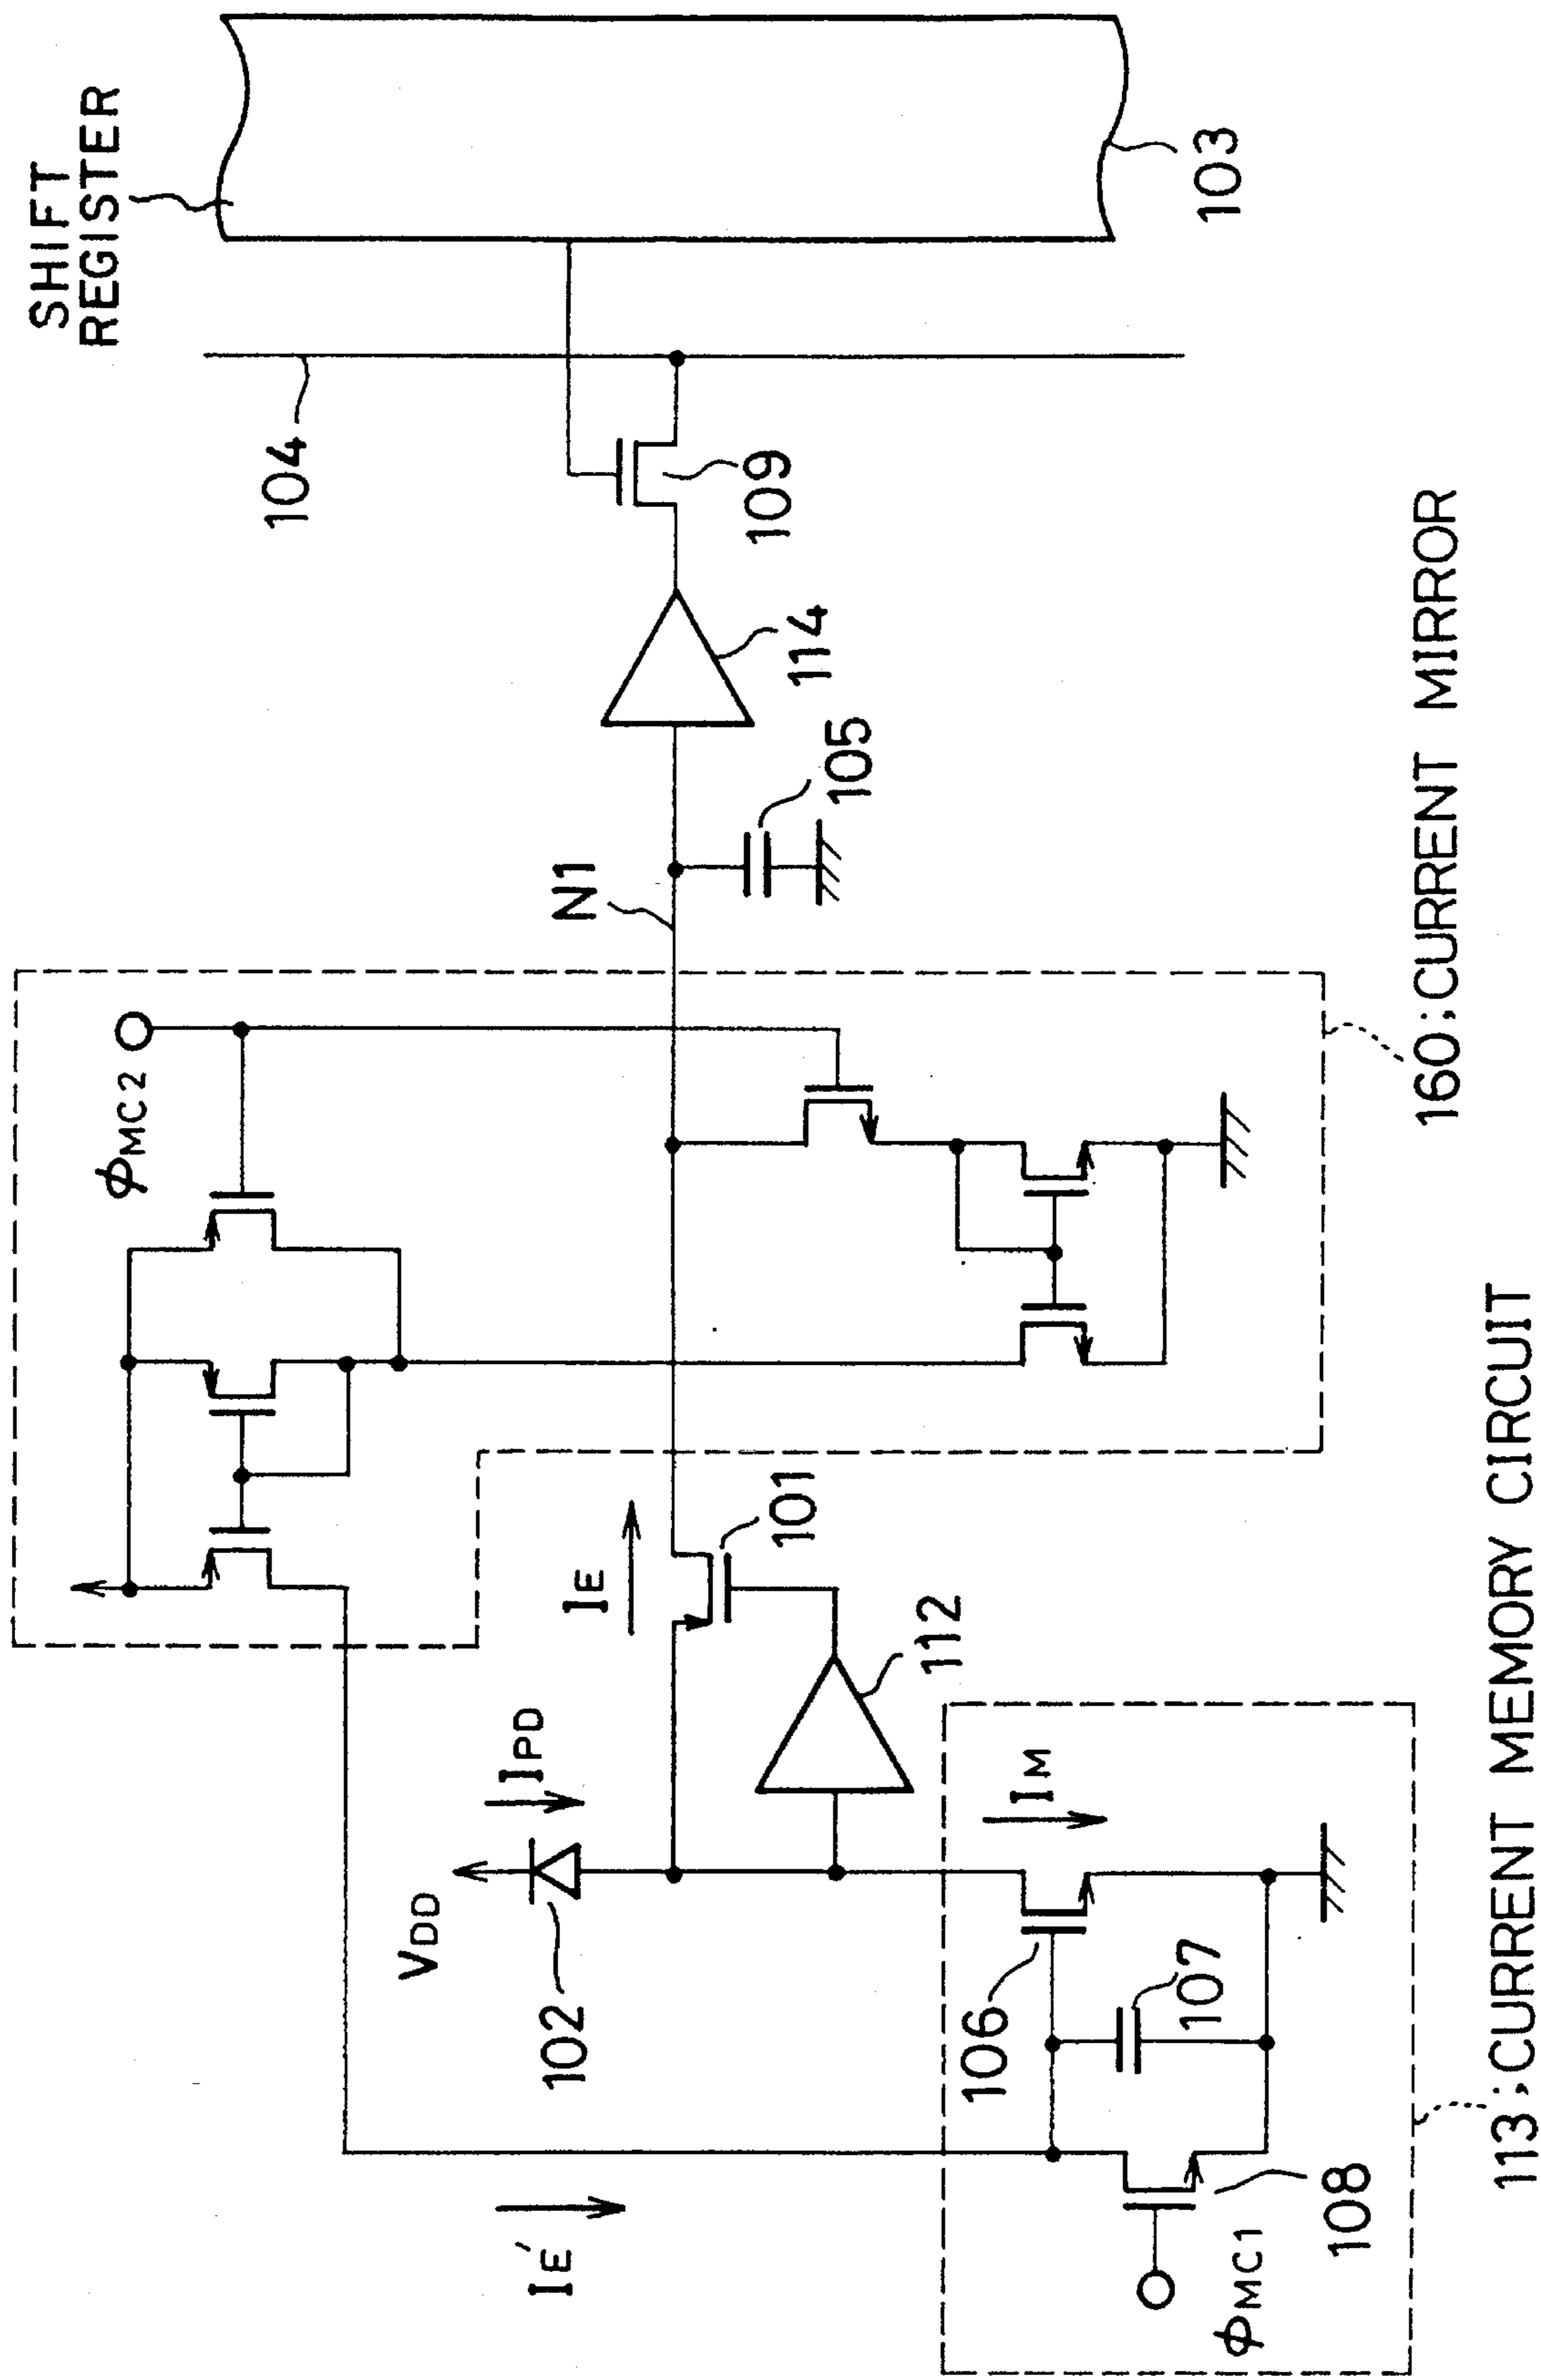 SHIFT
REGISTER
103
104
109
114
105
N1
160;CURRENT MIRROR
ϕMC2
IE
101
112
IPD
VDD
102
IM
106
107
108
ϕMC1
IE'
113;CURRENT MEMORY CIRCUIT